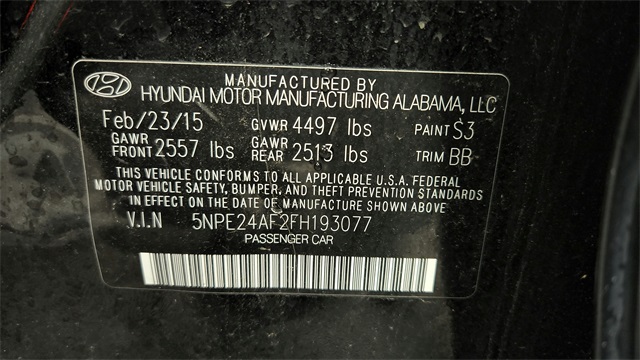 MANUFACTURED BY
HYUNDAI MOTOR MANUFACTURING ALABAMA, LLC
Feb/23/15 GVWR 4497 lbs PAINT S3
GAWR FRONT 2557 lbs GAWR REAR 2513 lbs TRIM BB
THIS VEHICLE CONFORMS TO ALL APPLICABLE U.S.A. FEDERAL
MOTOR VEHICLE SAFETY, BUMPER, AND THEFT PREVENTION STANDARDS
IN EFFECT ON THE DATE OF MANUFACTURE SHOWN ABOVE
V.I.N 5NPE24AF2FH193077
PASSENGER CAR